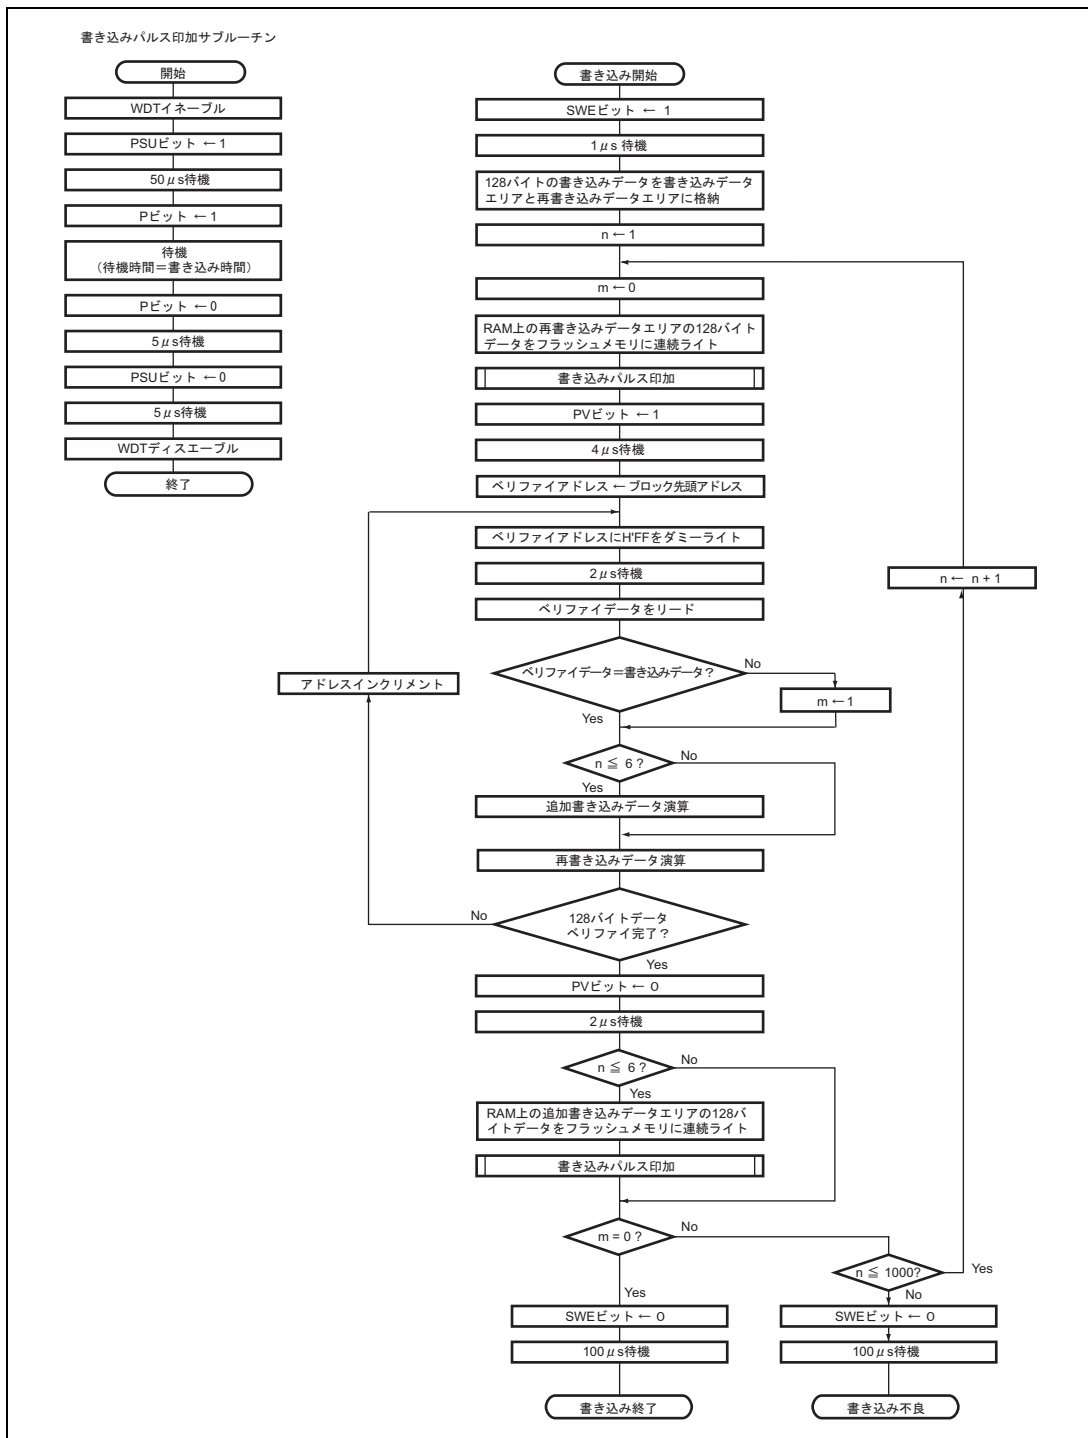 書き込みパルス印加サブルーチン
開始
WDTイネーブル
PSUビット ← 1
50μs待機
Pビット ← 1
待機
（待機時間＝書き込み時間）
Pビット ← 0
5μs待機
PSUビット ← 0
5μs待機
WDTディスエーブル
終了
書き込み開始
SWEビット ← 1
1μs 待機
128バイトの書き込みデータを書き込みデータ
エリアと再書き込みデータエリアに格納
n ← 1
m ← 0
RAM上の再書き込みデータエリアの128バイト
データをフラッシュメモリに連続ライト
書き込みパルス印加
PVビット ← 1
4μs待機
ベリファイアドレス ← ブロック先頭アドレス
ベリファイアドレスにH'FFをダミーライト
2μs待機
n ← n + 1
ベリファイデータをリード
ベリファイデータ＝書き込みデータ？
No
アドレスインクリメント
m ← 1
Yes
n ≦ 6 ?
No
Yes
追加書き込みデータ演算
再書き込みデータ演算
128バイトデータ
ベリファイ完了？
No
Yes
PVビット ← 0
2μs待機
n ≦ 6 ?
No
Yes
RAM上の追加書き込みデータエリアの128バ
イトデータをフラッシュメモリに連続ライト
書き込みパルス印加
m = 0 ?
No
n ≦ 1000?
Yes
Yes
No
SWEビット ← 0
SWEビット ← 0
100μs待機
100μs待機
書き込み終了
書き込み不良